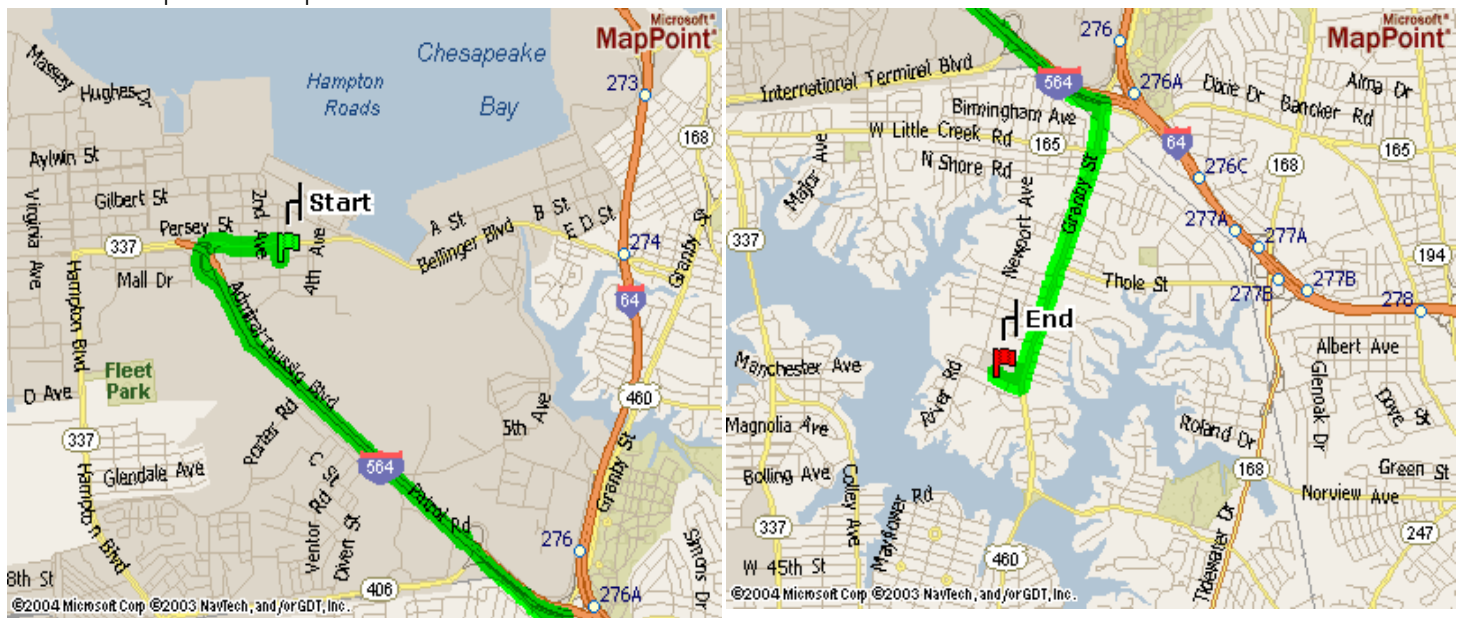 Microsoft®
MapPoint®
Massey
Hughes Dr
Chesapeake
Bay
Hampton
Roads
273
168
Aylwin St
Gilbert St
2nd Ave
Start
Virginia Ave
Persey St
337
4th Ave
A St
B St
E D St
Bellinger Blvd
274
Granby St
Mall Dr
64
Hampton Blvd
Admiral Taussig Blvd
Fleet
Park
D Ave
460
5th Ave
337
Porter Rd
Glendale Ave
C St
564
Patrol Rd
Granby St
Hampton Blvd
Ventor Rd
Diven St
276
Simons Dr
8th St
406
276A
©2004 Microsoft Corp ©2003 NavTech, and/or GDT, Inc.
Microsoft®
MapPoint®
276
International Terminal Blvd
564
276A
Dixie Dr
Alma Dr
Bancker Rd
Birmingham Ave
W Little Creek Rd
165
64
168
165
Major Ave
N Shore Rd
276C
Newport Ave
Granby St
277A
337
277A
194
Thole St
277B
277B
278
End
Albert Ave
Manchester Ave
River Rd
Glenoak Dr
Dove St
Magnolia Ave
Roland Dr
Bolling Ave
Colley Ave
168
Green St
Mayflower Rd
Norview Ave
337
Tidewater Dr
247
W 45th St
460
©2004 Microsoft Corp ©2003 NavTech, and/or GDT, Inc.